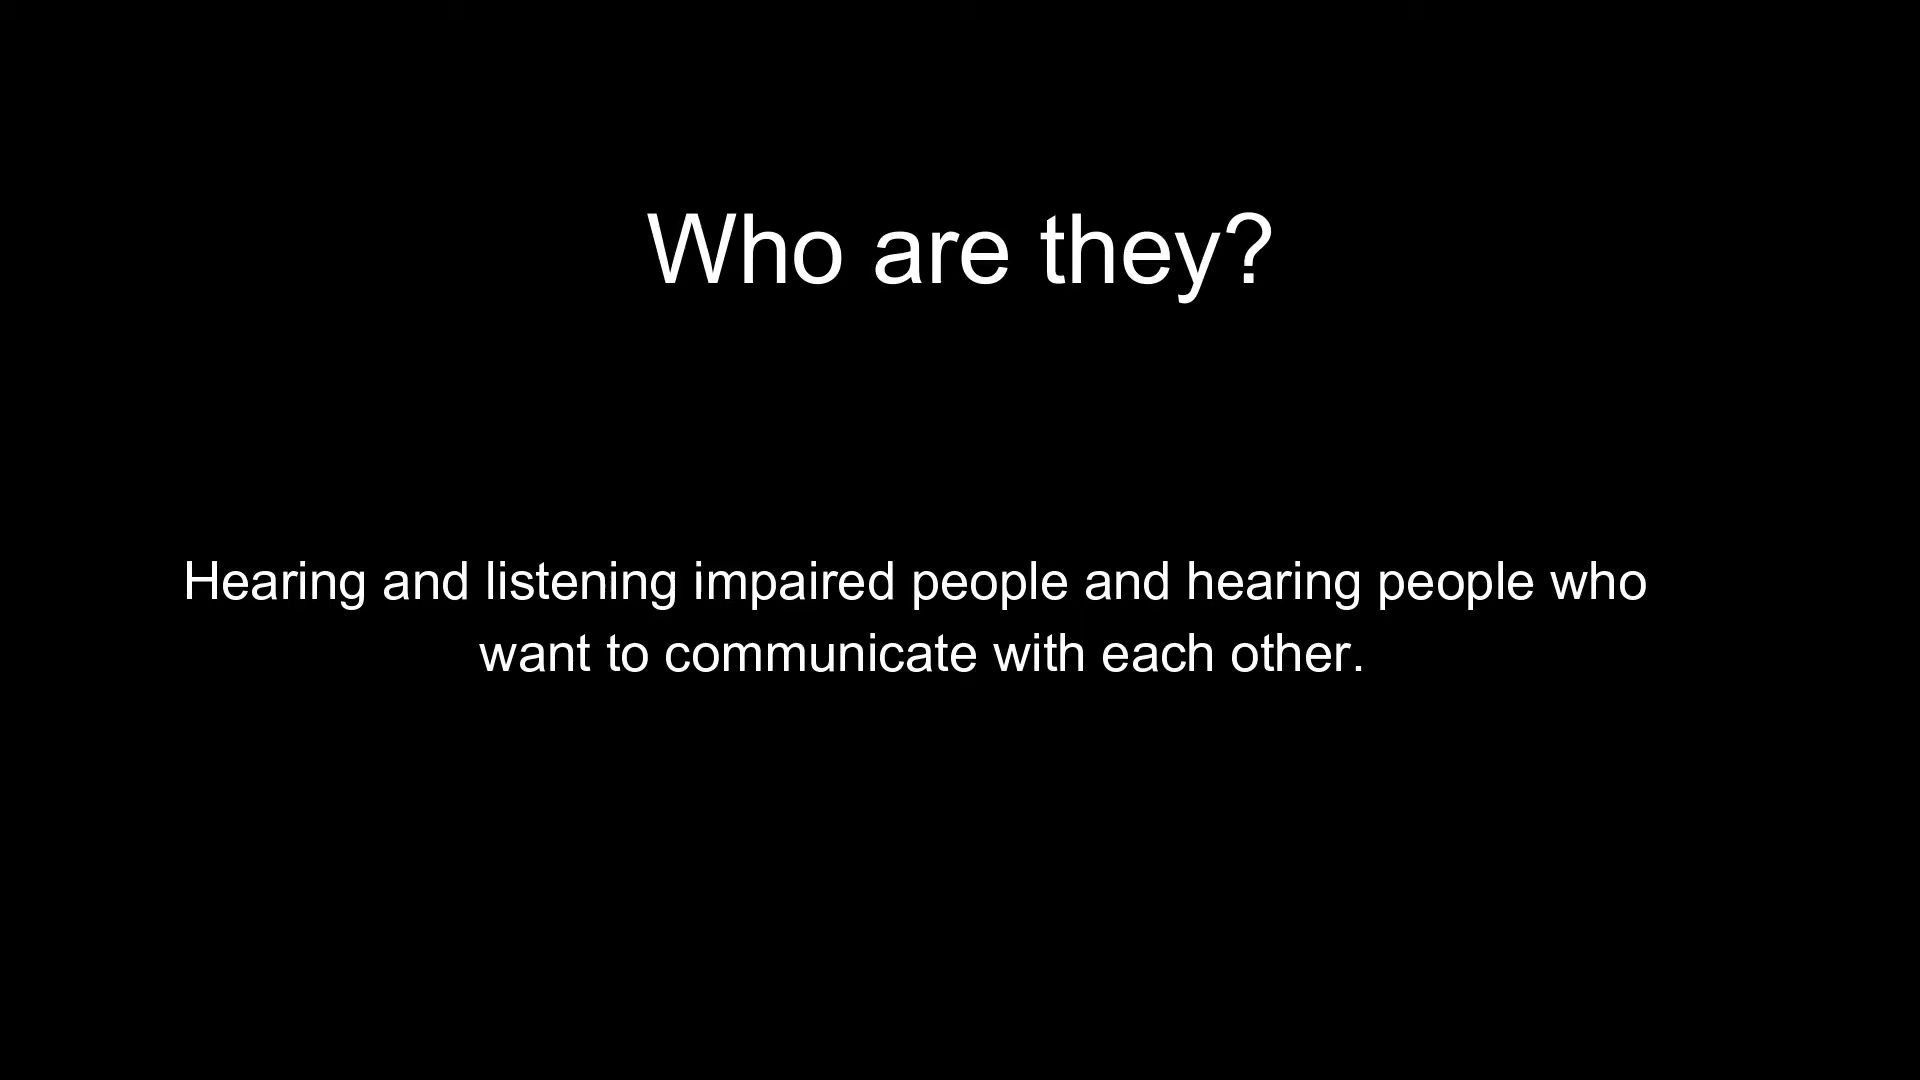 Who are they?
Hearing and listening impaired people and hearing people who
want to communicate with each other.